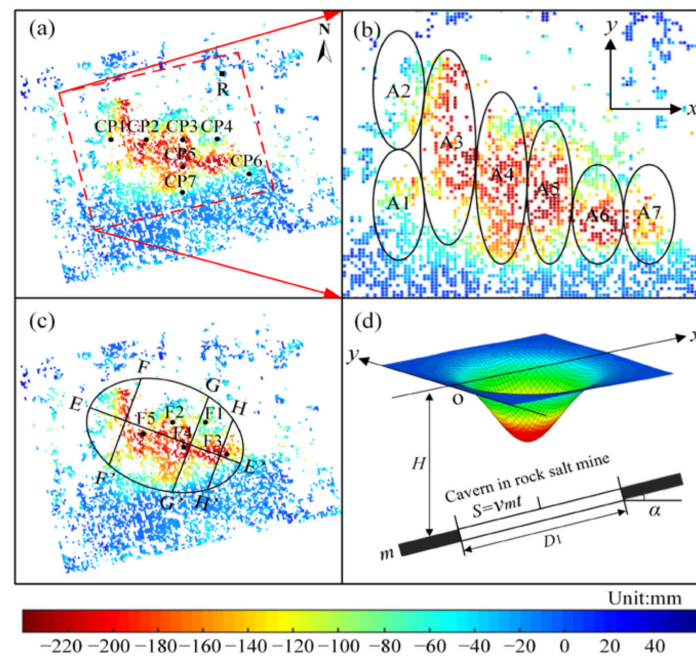 (a)
N
R
CP1 CP2 CP3 CP4
CP5
CP6
CP7
(b)
y
x
A2
A3
A4
A5
A1
A6
A7
(c)
F
G
H
E
F2
F1
F5
F4
F3
E'
F'
G'
H'
(d)
y
x
o
H
Cavern in rock salt mine
S=vmt
α
m
D1
Unit:mm
−220 −200 −180 −160 −140 −120 −100 −80 −60 −40 −20 0 20 40